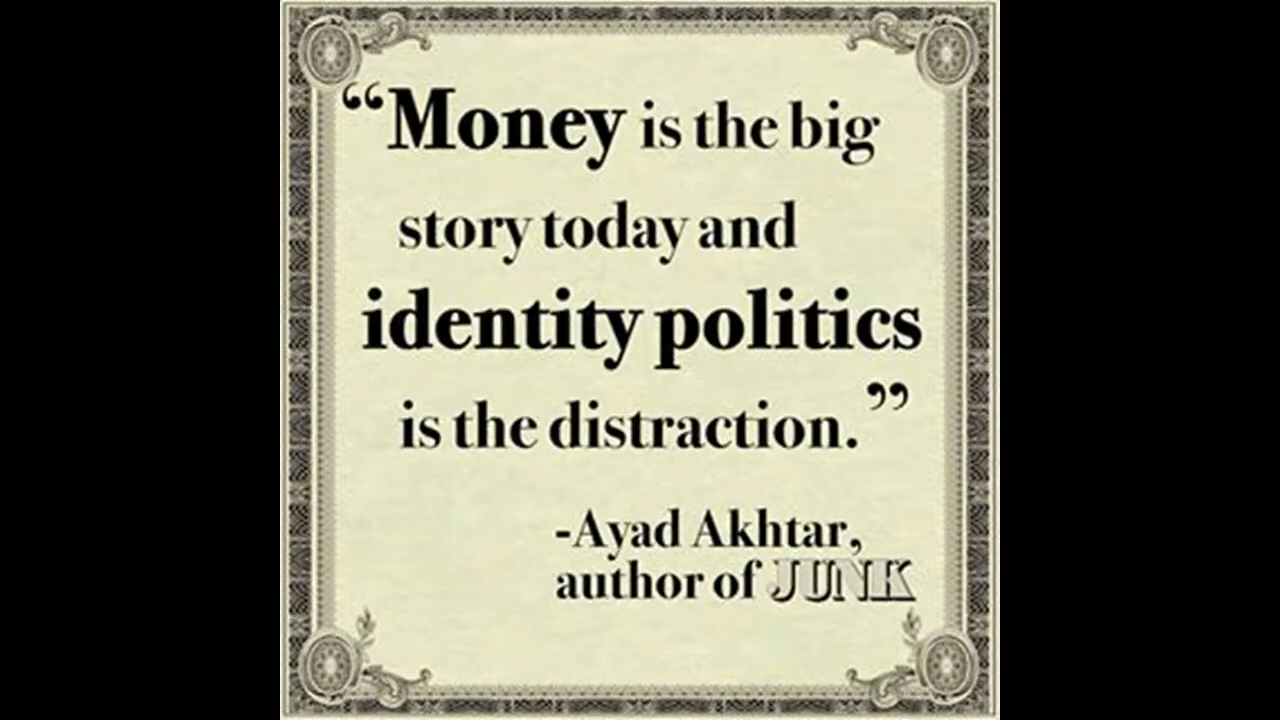 “Money is the big
story today and
identity politics
is the distraction.”
-Ayad Akhtar,
author of JUNK